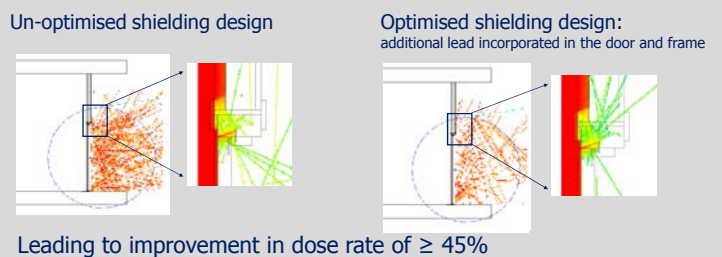 Un-optimised shielding design
Optimised shielding design:
additional lead incorporated in the door and frame
Leading to improvement in dose rate of ≥ 45%